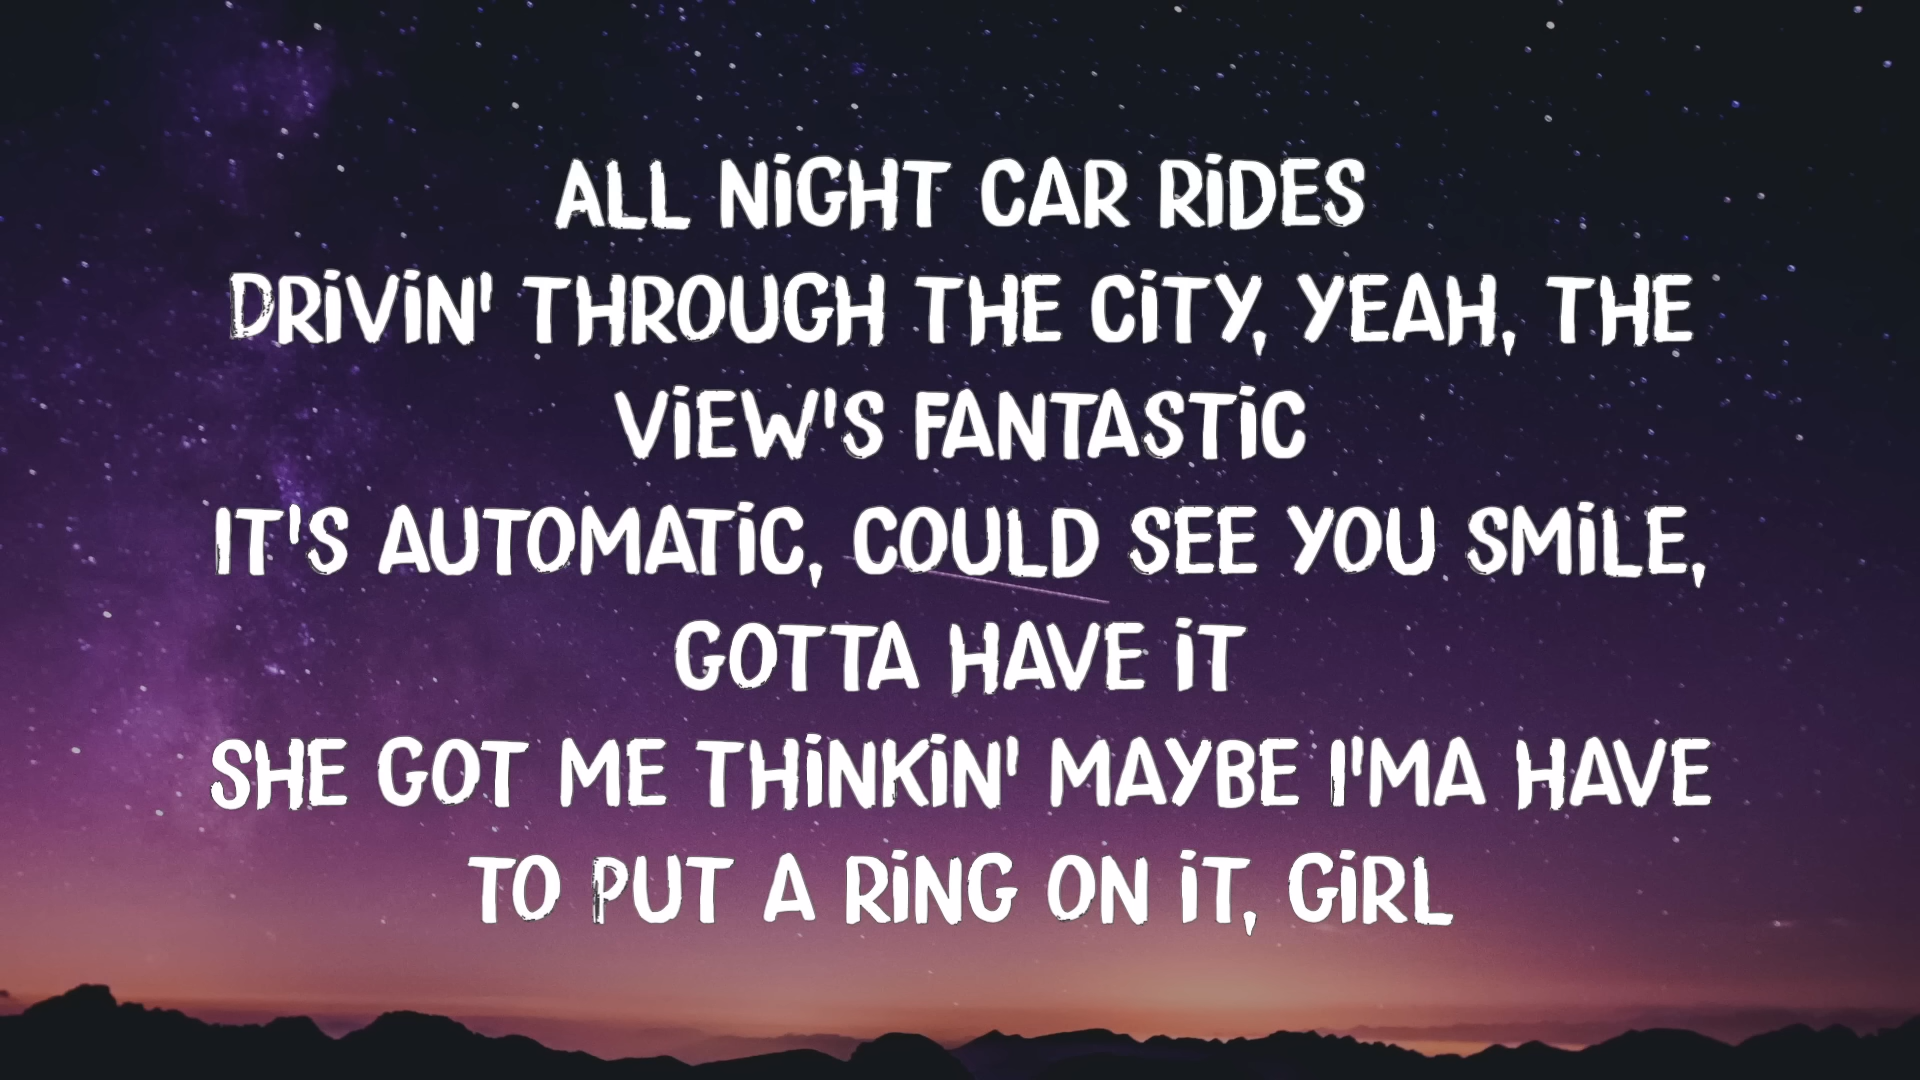 ALL NiGHT CAR RiDES
DRiViN' THROUGH THE CiTY, YEAH, THE
ViEW'S FANTASTiC
IT'S AUTOMATiC, COULD SEE YOU SMiLE,
GOTTA HAVE iT
SHE GOT ME THiNKiN' MAYBE I'MA HAVE
TO PUT A RiNG ON iT, GiRL